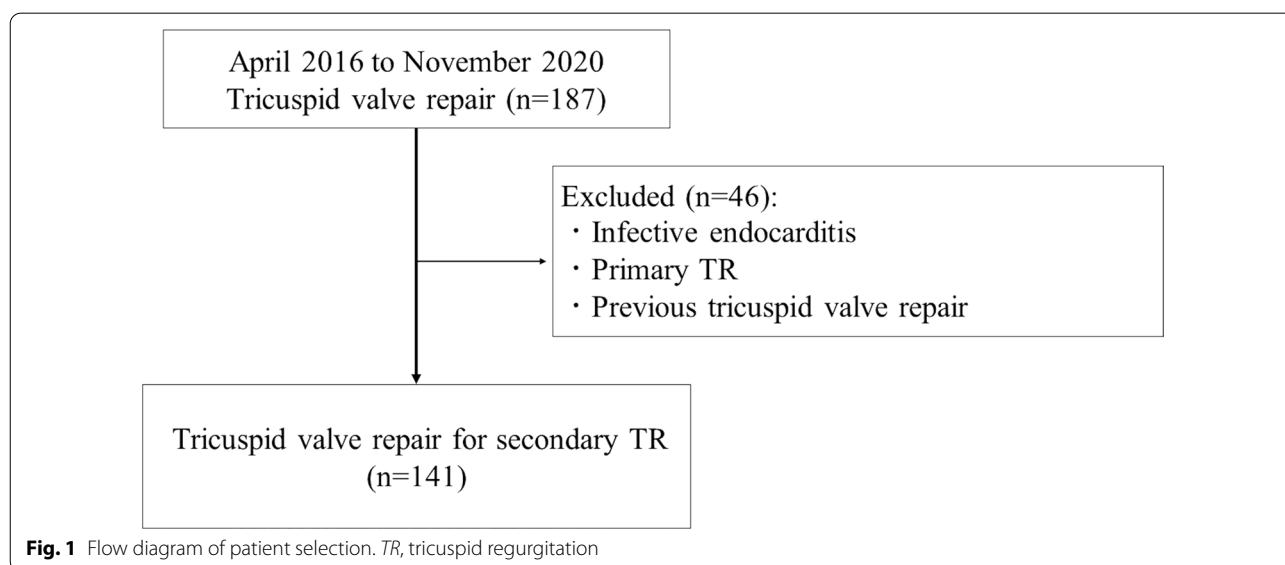 April 2016 to November 2020
Tricuspid valve repair (n=187)
Excluded (n=46):
・Infective endocarditis
・Primary TR
・Previous tricuspid valve repair
Tricuspid valve repair for secondary TR
(n=141)
Fig. 1 Flow diagram of patient selection. TR, tricuspid regurgitation